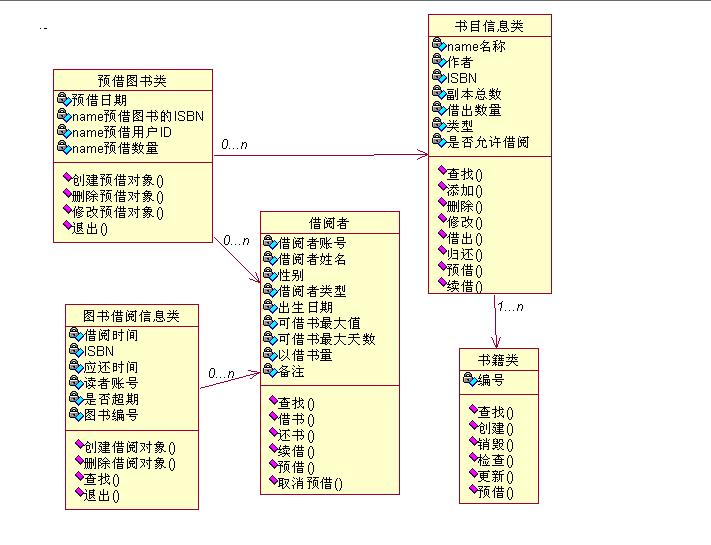 书目信息类
name名称
作者
ISBN
副本总数
借出数量
类型
是否允许借阅
查找()
添加()
删除()
修改()
借出()
归还()
预借()
续借()
预借图书类
预借日期
name预借图书的ISBN
name预借用户ID
name预借数量
创建预借对象()
删除预借对象()
修改预借对象()
退出()
0...n
0...n
借阅者
借阅者账号
借阅者姓名
性别
借阅者类型
出生日期
可借书最大值
可借书最大天数
以借书量
备注
查找()
借书()
还书()
续借()
预借()
取消预借()
图书借阅信息类
借阅时间
ISBN
应还时间
读者账号
是否超期
图书编号
创建借阅对象()
删除借阅对象()
查找()
退出()
0...n
1...n
书籍类
编号
查找()
创建()
销毁()
检查()
更新()
预借()